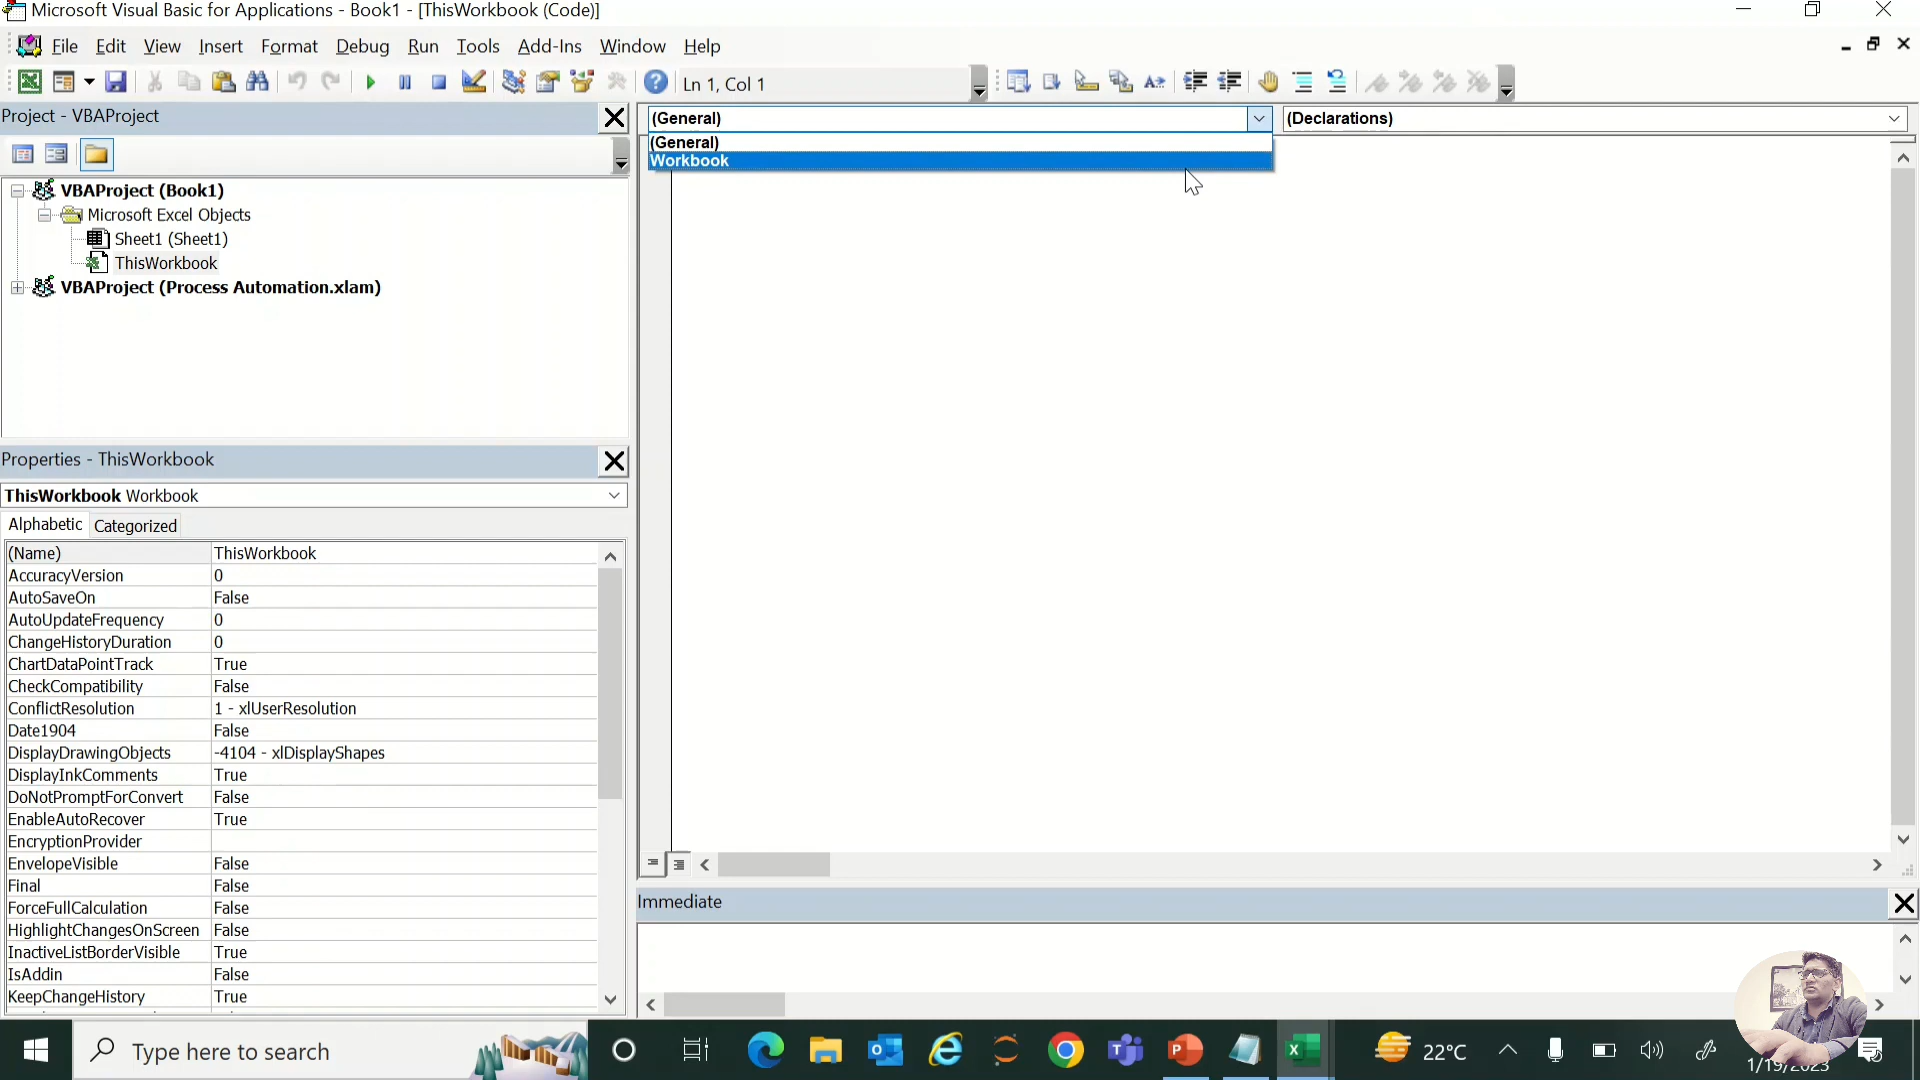 Microsoft Visual Basic for Applications - Book1 - [ThisWorkbook (Code)]
File Edit View Insert Format Debug Run Tools Add-Ins Window Help
Ln 1, Col 1
Project - VBAProject
(General)
(Declarations)
(General)
Workbook
VBAProject (Book1)
Microsoft Excel Objects
Sheet1 (Sheet1)
ThisWorkbook
VBAProject (Process Automation.xlam)
Properties - ThisWorkbook
ThisWorkbook Workbook
Alphabetic Categorized
(Name) ThisWorkbook
AccuracyVersion 0
AutoSaveOn False
AutoUpdateFrequency 0
ChangeHistoryDuration 0
ChartDataPointTrack True
CheckCompatibility False
ConflictResolution 1 - xlUserResolution
Date1904 False
DisplayDrawingObjects -4104 - xlDisplayShapes
DisplayInkComments True
DoNotPromptForConvert False
EnableAutoRecover True
EncryptionProvider
EnvelopeVisible False
Final False
ForceFullCalculation False
HighlightChangesOnScreen False
InactiveListBorderVisible True
IsAddin False
KeepChangeHistory True
Immediate
Type here to search
22°C
1/19/2023